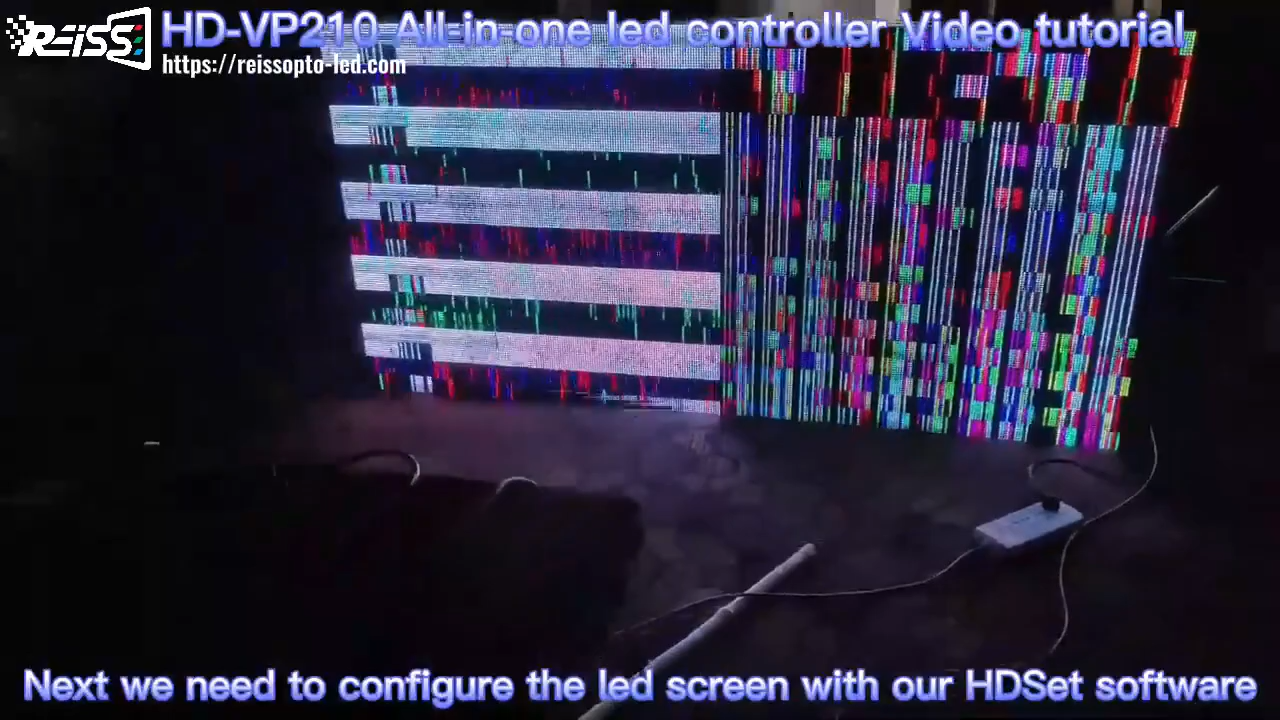 REISS HD-VP210 All-in-one led controller Video tutorial
https://reissopto-led.com
Next we need to configure the led screen with our HDSet software